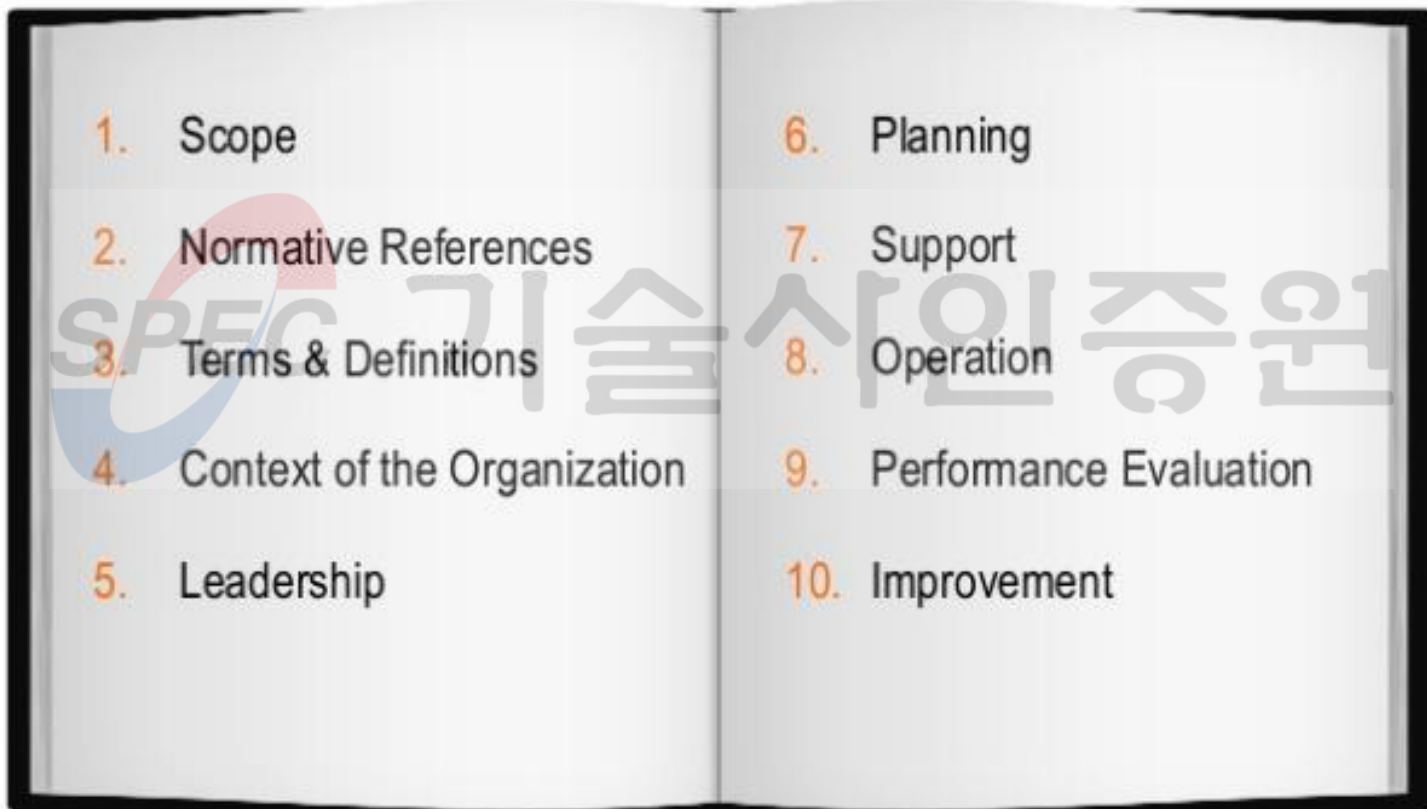 1. Scope
2. Normative References
3. Terms & Definitions
4. Context of the Organization
5. Leadership
6. Planning
7. Support
8. Operation
9. Performance Evaluation
10. Improvement
SPEC 기술사인증원